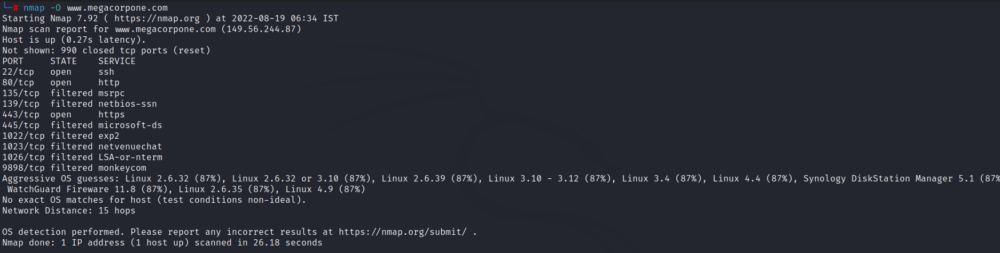 └─# nmap -O www.megacorpone.com
Starting Nmap 7.92 ( https://nmap.org ) at 2022-08-19 06:34 IST
Nmap scan report for www.megacorpone.com (149.56.244.87)
Host is up (0.27s latency).
Not shown: 990 closed tcp ports (reset)
PORT     STATE    SERVICE
22/tcp   open     ssh
80/tcp   open     http
135/tcp  filtered msrpc
139/tcp  filtered netbios-ssn
443/tcp  open     https
445/tcp  filtered microsoft-ds
1022/tcp filtered exp2
1023/tcp filtered netvenuechat
1026/tcp filtered LSA-or-nterm
9898/tcp filtered monkeycom
Aggressive OS guesses: Linux 2.6.32 (87%), Linux 2.6.32 or 3.10 (87%), Linux 2.6.39 (87%), Linux 3.10 - 3.12 (87%), Linux 3.4 (87%), Linux 4.4 (87%), Synology DiskStation Manager 5.1 (87%
 WatchGuard Fireware 11.8 (87%), Linux 2.6.35 (87%), Linux 4.9 (87%)
No exact OS matches for host (test conditions non-ideal).
Network Distance: 15 hops
OS detection performed. Please report any incorrect results at https://nmap.org/submit/ .
Nmap done: 1 IP address (1 host up) scanned in 26.18 seconds